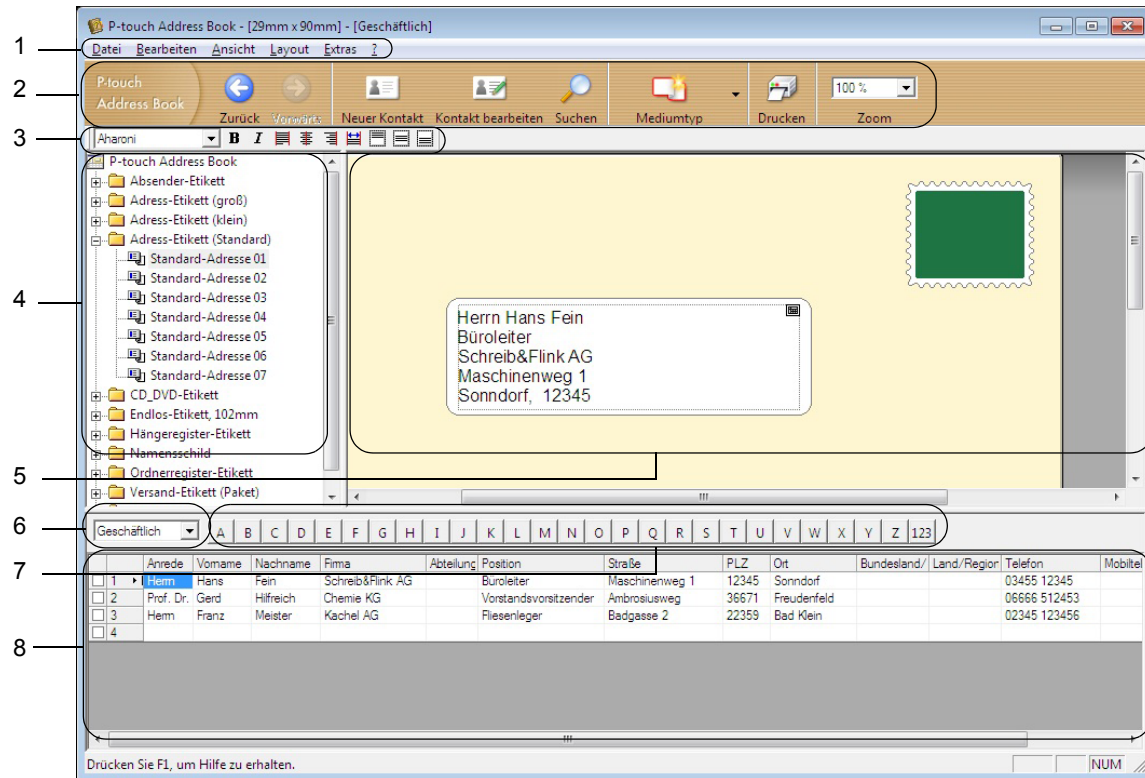 P-touch Address Book - [29mm x 90mm] - [Geschäftlich]
1
Datei Bearbeiten Ansicht Layout Extras ?
2
P-touch
Address Book
Zurück Vorwärts Neuer Kontakt Kontakt bearbeiten Suchen Mediumtyp Drucken 100 % Zoom
3
Aharoni B I
P-touch Address Book
Absender-Etikett
Adress-Etikett (groß)
Adress-Etikett (klein)
Adress-Etikett (Standard)
Standard-Adresse 01
Standard-Adresse 02
Standard-Adresse 03
4
Standard-Adresse 04
Standard-Adresse 05
Standard-Adresse 06
Standard-Adresse 07
CD_DVD-Etikett
Endlos-Etikett, 102mm
Hängeregister-Etikett
Namensschild
Ordnerregister-Etikett
Versand-Etikett (Paket)
Herrn Hans Fein
Büroleiter
Schreib&Flink AG
Maschinenweg 1
Sonndorf, 12345
5
6
Geschäftlich A B C D E F G H I J K L M N O P Q R S T U V W X Y Z 123
7
Anrede Vorname Nachname Firma Abteilung Position Straße PLZ Ort Bundesland/ Land/Region Telefon Mobiltel
1 Herrn Hans Fein Schreib&Flink AG Büroleiter Maschinenweg 1 12345 Sonndorf 03455 12345
2 Prof. Dr. Gerd Hilfreich Chemie KG Vorstandsvorsitzender Ambrosiusweg 36671 Freudenfeld 06666 512453
3 Herrn Franz Meister Kachel AG Fliesenleger Badgasse 2 22359 Bad Klein 02345 123456
4
8
Drücken Sie F1, um Hilfe zu erhalten. NUM